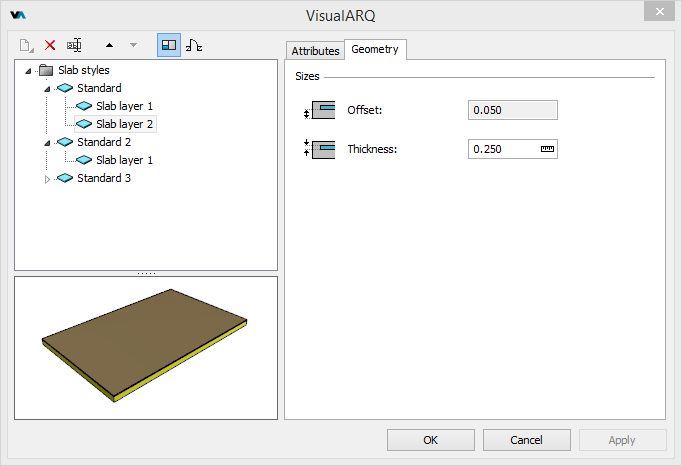 VisualARQ
Slab styles
Standard
Slab layer 1
Slab layer 2
Standard 2
Slab layer 1
Standard 3
Attributes
Geometry
Sizes
Offset:
0.050
Thickness:
0.250
OK
Cancel
Apply